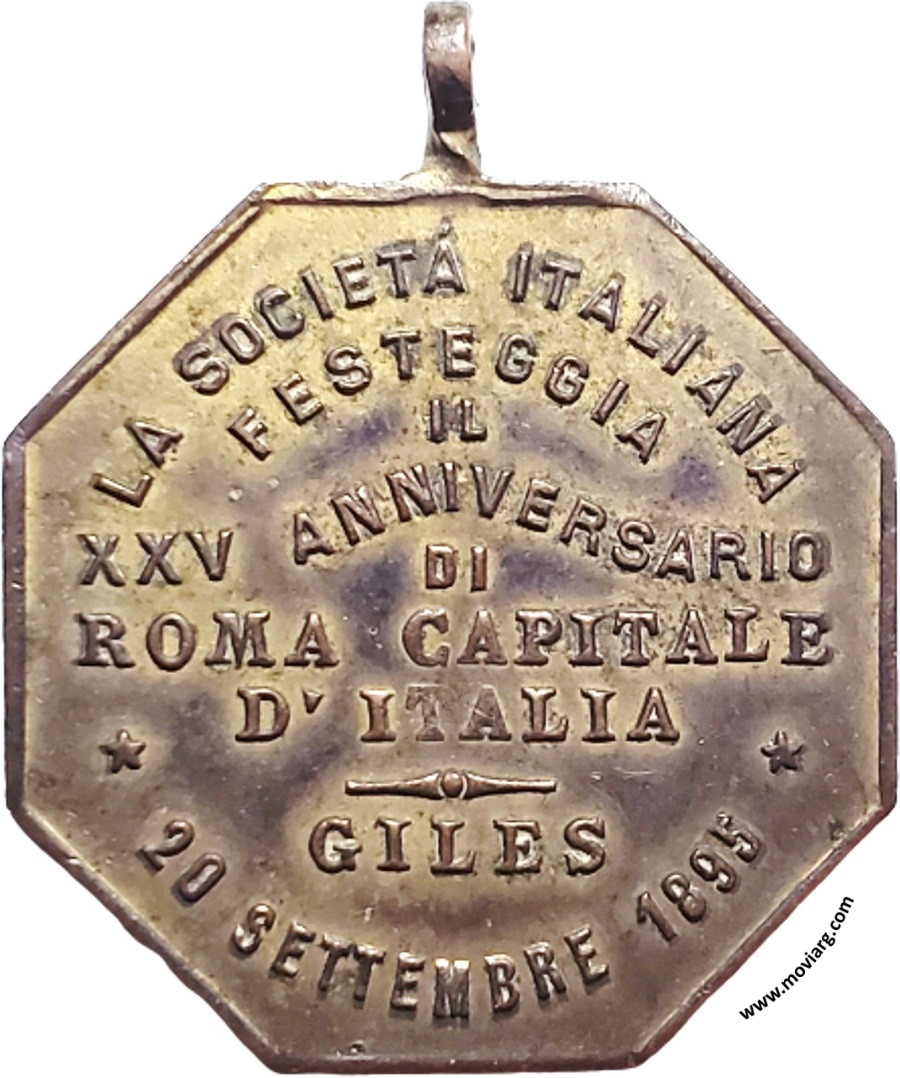 LA SOCIETÁ ITALIANA
FESTEGGIA
IL
XXV ANNIVERSARIO
DI
ROMA CAPITALE
D' ITALIA
GILES
20 SETTEMBRE 1895
www.moviarg.com